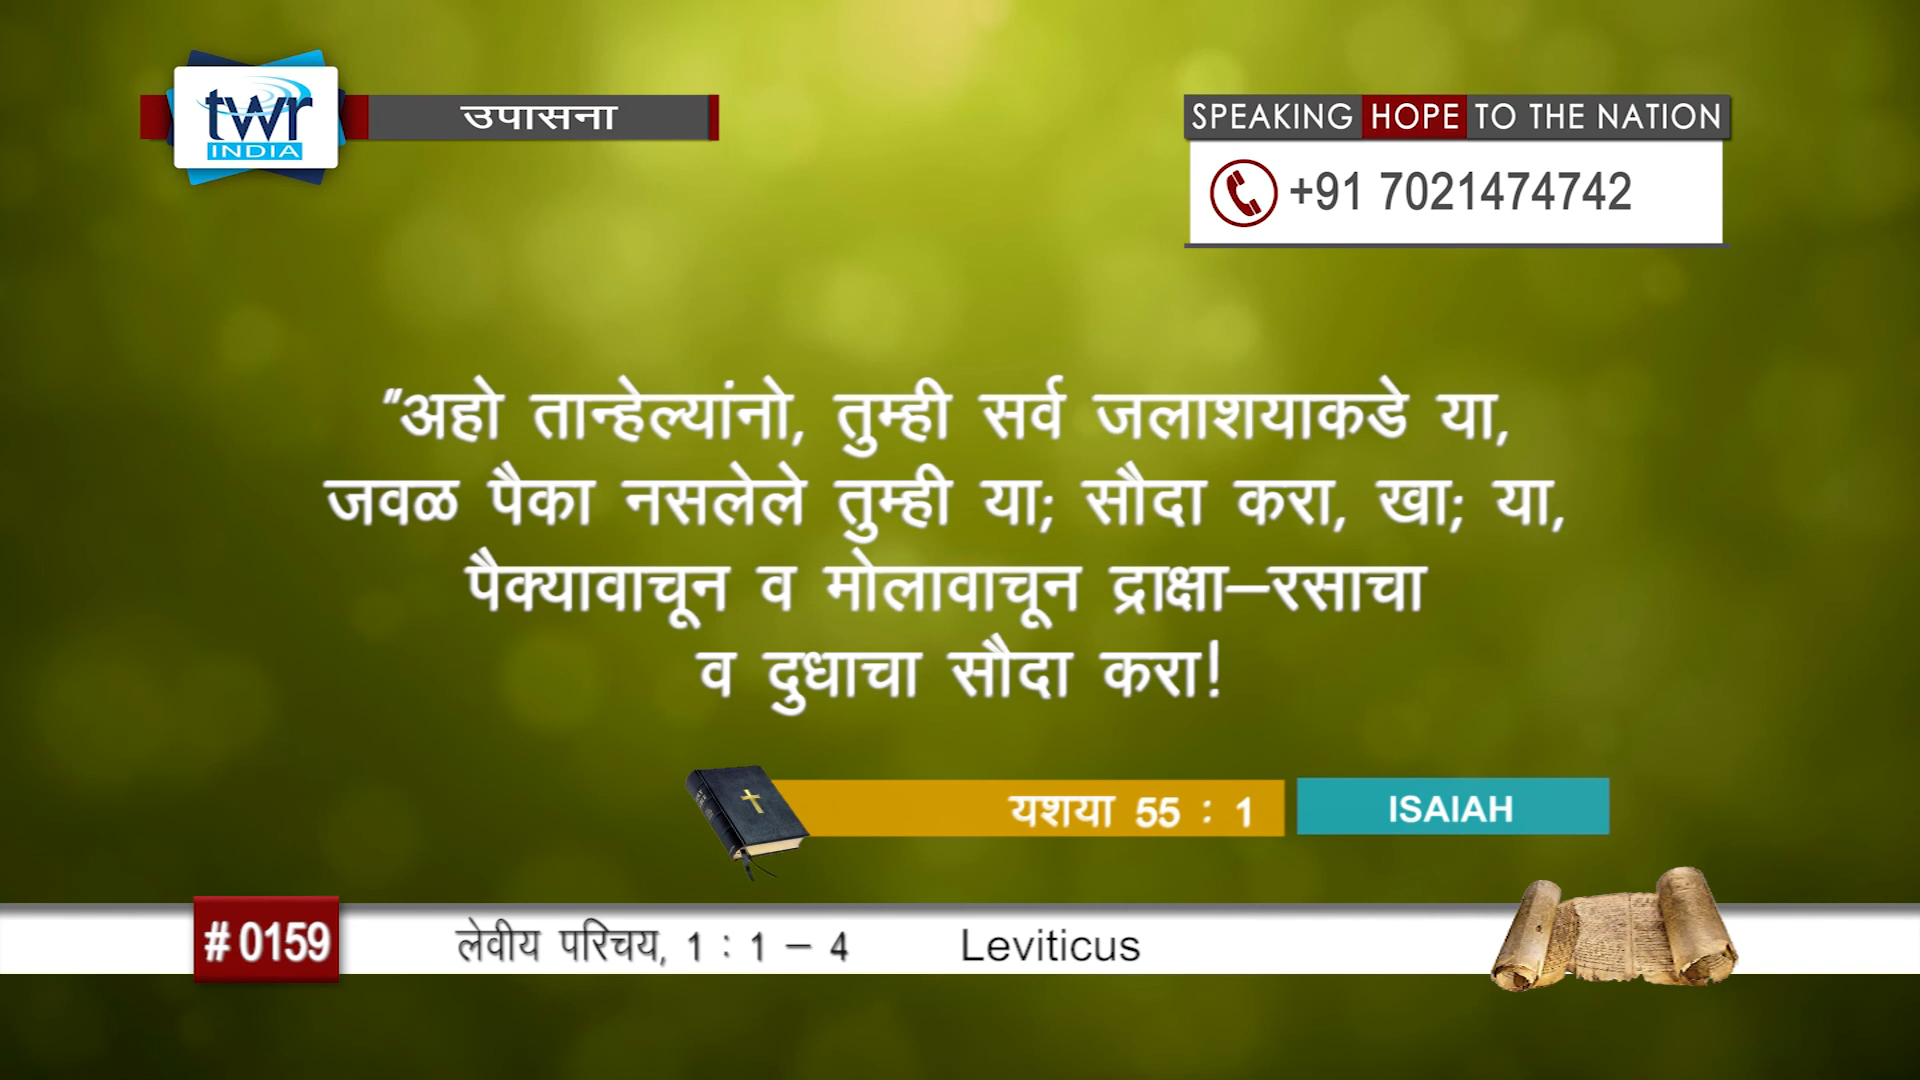 twr
INDIA
उपासना
SPEAKING HOPE TO THE NATION
+91 7021474742
"अहो तान्हेल्यांनो, तुम्ही सर्व जलाशयाकडे या,
जवळ पैका नसलेले तुम्ही या; सौदा करा, खा; या,
पैक्यावाचून व मोलावाचून द्राक्षा–रसाचा
व दुधाचा सौदा करा!
यशया 55 : 1
ISAIAH
# 0159
लेवीय परिचय, 1 : 1 – 4
Leviticus